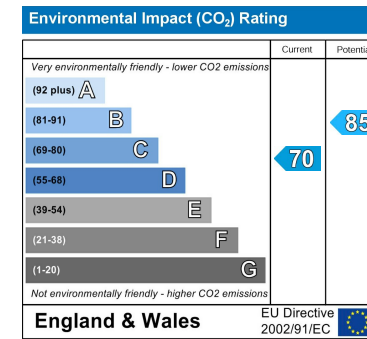 Environmental Impact (CO₂) Rating
Current Potentia
Very environmentally friendly - lower CO2 emissions
(92 plus) A
(81-91) B
85
(69-80) C
70
(55-68) D
(39-54) E
(21-38) F
(1-20) G
Not environmentally friendly - higher CO2 emissions
England & Wales
EU Directive
2002/91/EC